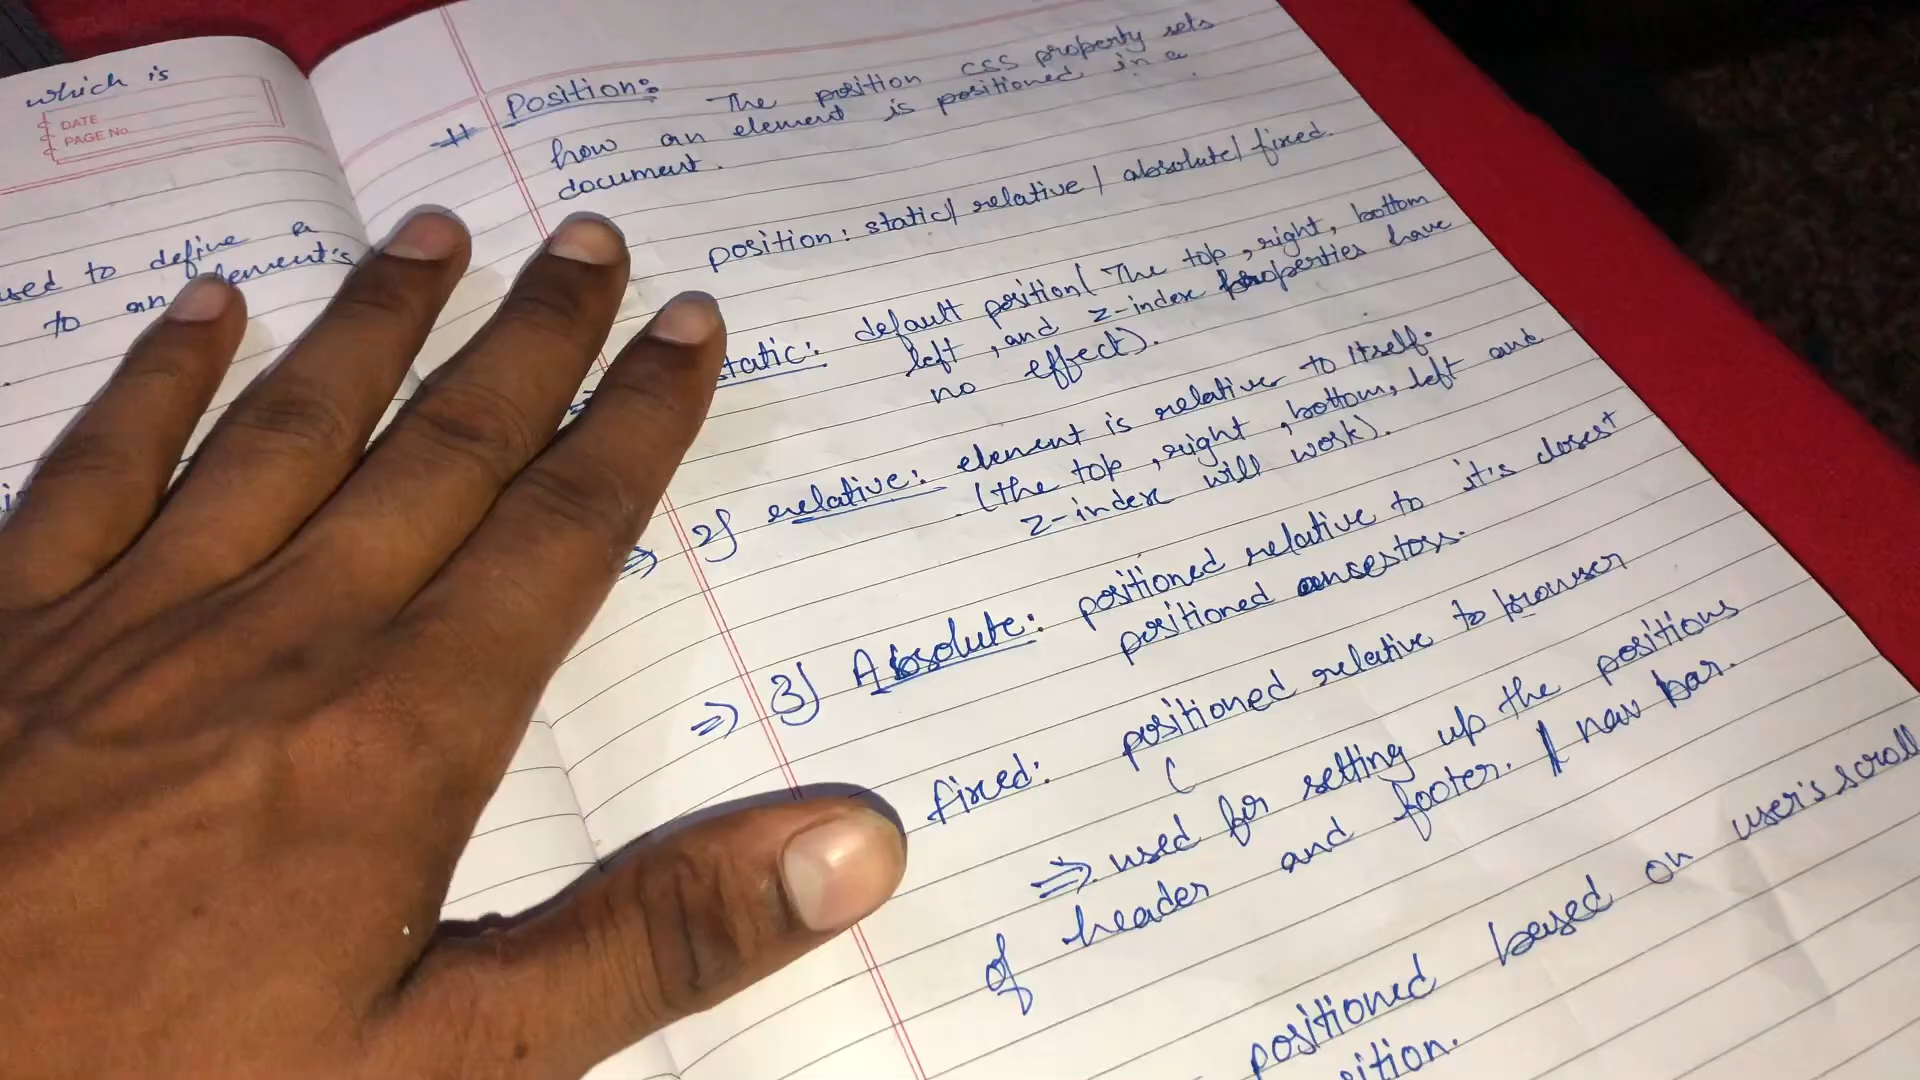 which is
DATE
PAGE No.
used to define a
to an element's
# Position: The position css property sets
how an element is positioned in a
document.
position: static/ relative / absolute/ fixed.
static: default position( The top, right, bottom
left, and z-index properties have
no effect).
⇒ 2) relative: element is relative to itself.
(the top, right, bottom, left and
z-index will work).
⇒ 3) Absolute: positioned relative to it's closest
positioned ansestors.
fixed: positioned relative to browser
(
⇒ used for setting up the positions
of header and footer. / nav bar.
positioned based on user's scroll
sition.